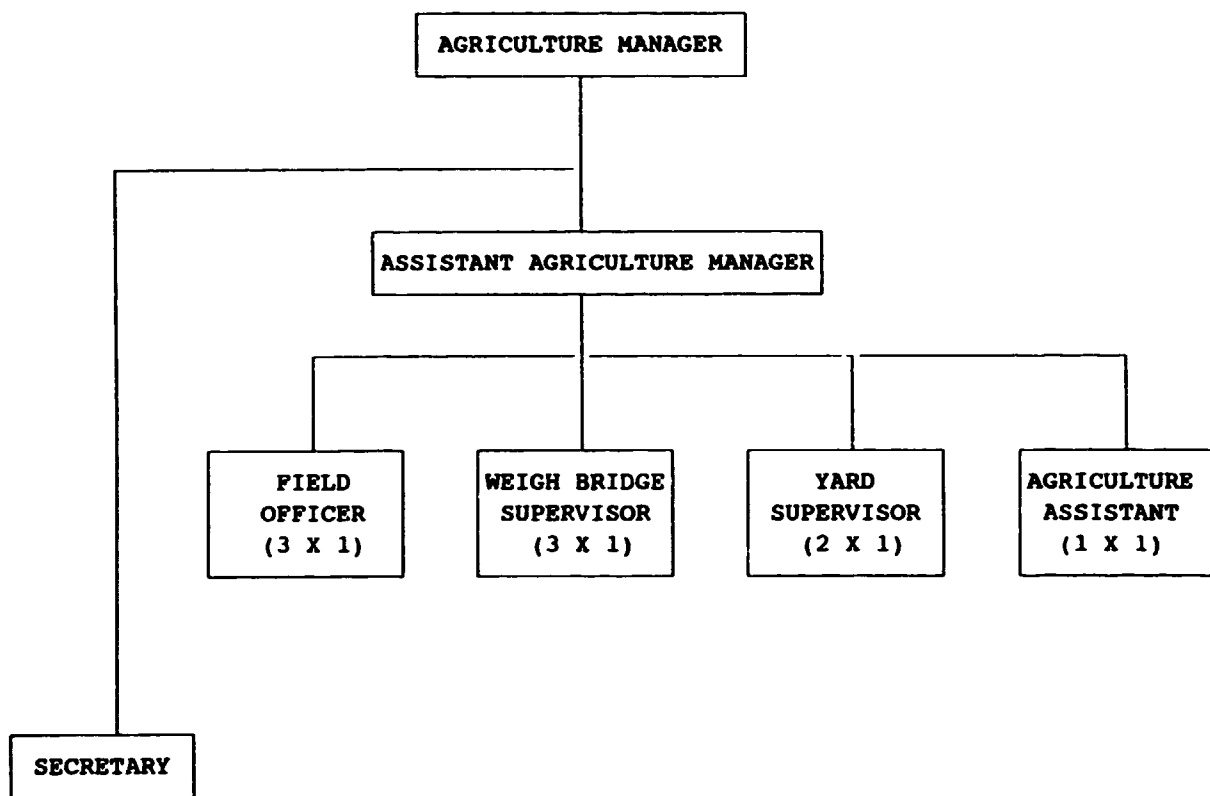 AGRICULTURE MANAGER
ASSISTANT AGRICULTURE MANAGER
FIELD
OFFICER
(3 X 1)
WEIGH BRIDGE
SUPERVISOR
(3 X 1)
YARD
SUPERVISOR
(2 X 1)
AGRICULTURE
ASSISTANT
(1 X 1)
SECRETARY